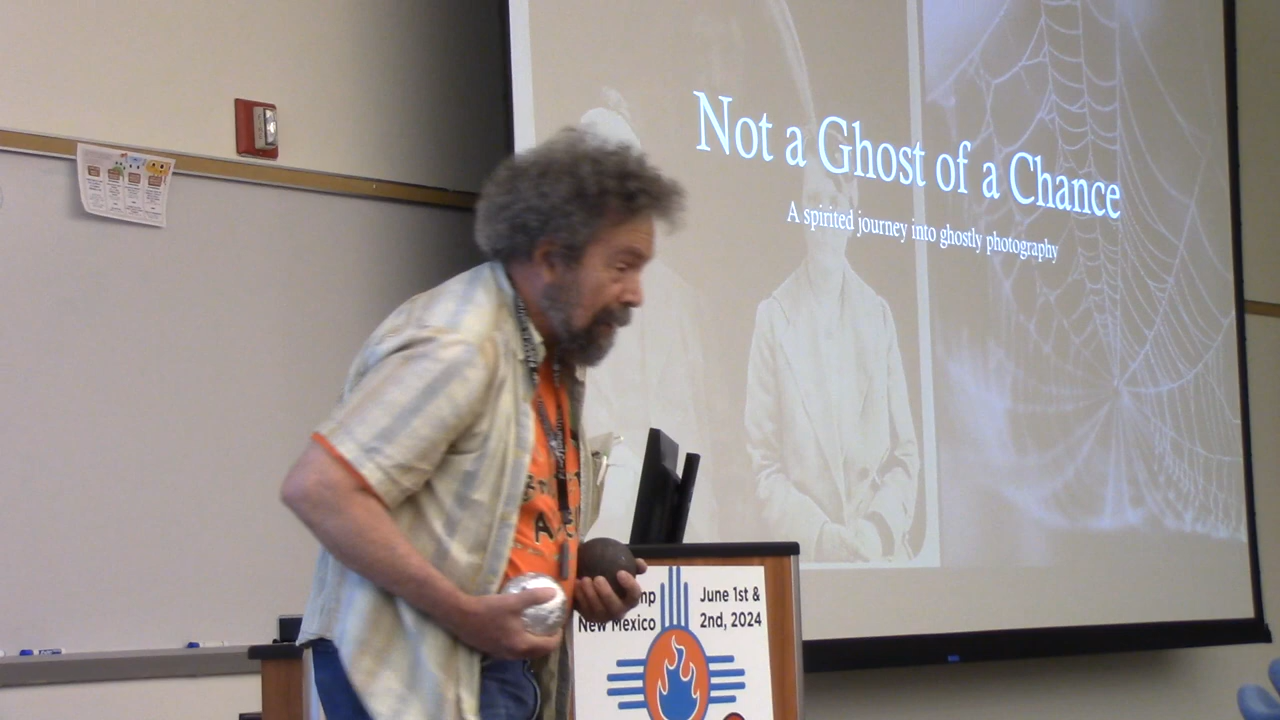 Not a Ghost of a Chance
A spirited journey into ghostly photography
June 1st &
New Mexico
2nd, 2024